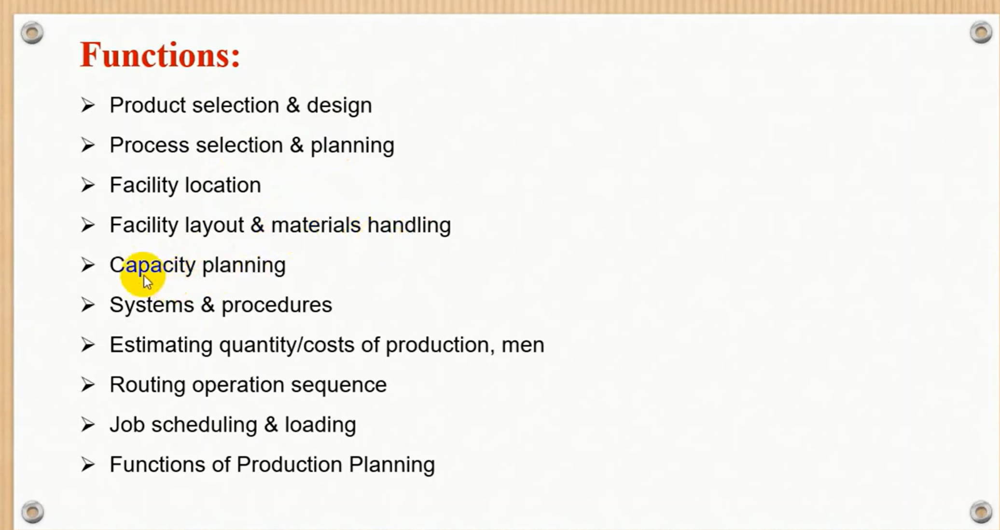 Functions:
➢ Product selection & design
➢ Process selection & planning
➢ Facility location
➢ Facility layout & materials handling
➢ Capacity planning
➢ Systems & procedures
➢ Estimating quantity/costs of production, men
➢ Routing operation sequence
➢ Job scheduling & loading
➢ Functions of Production Planning